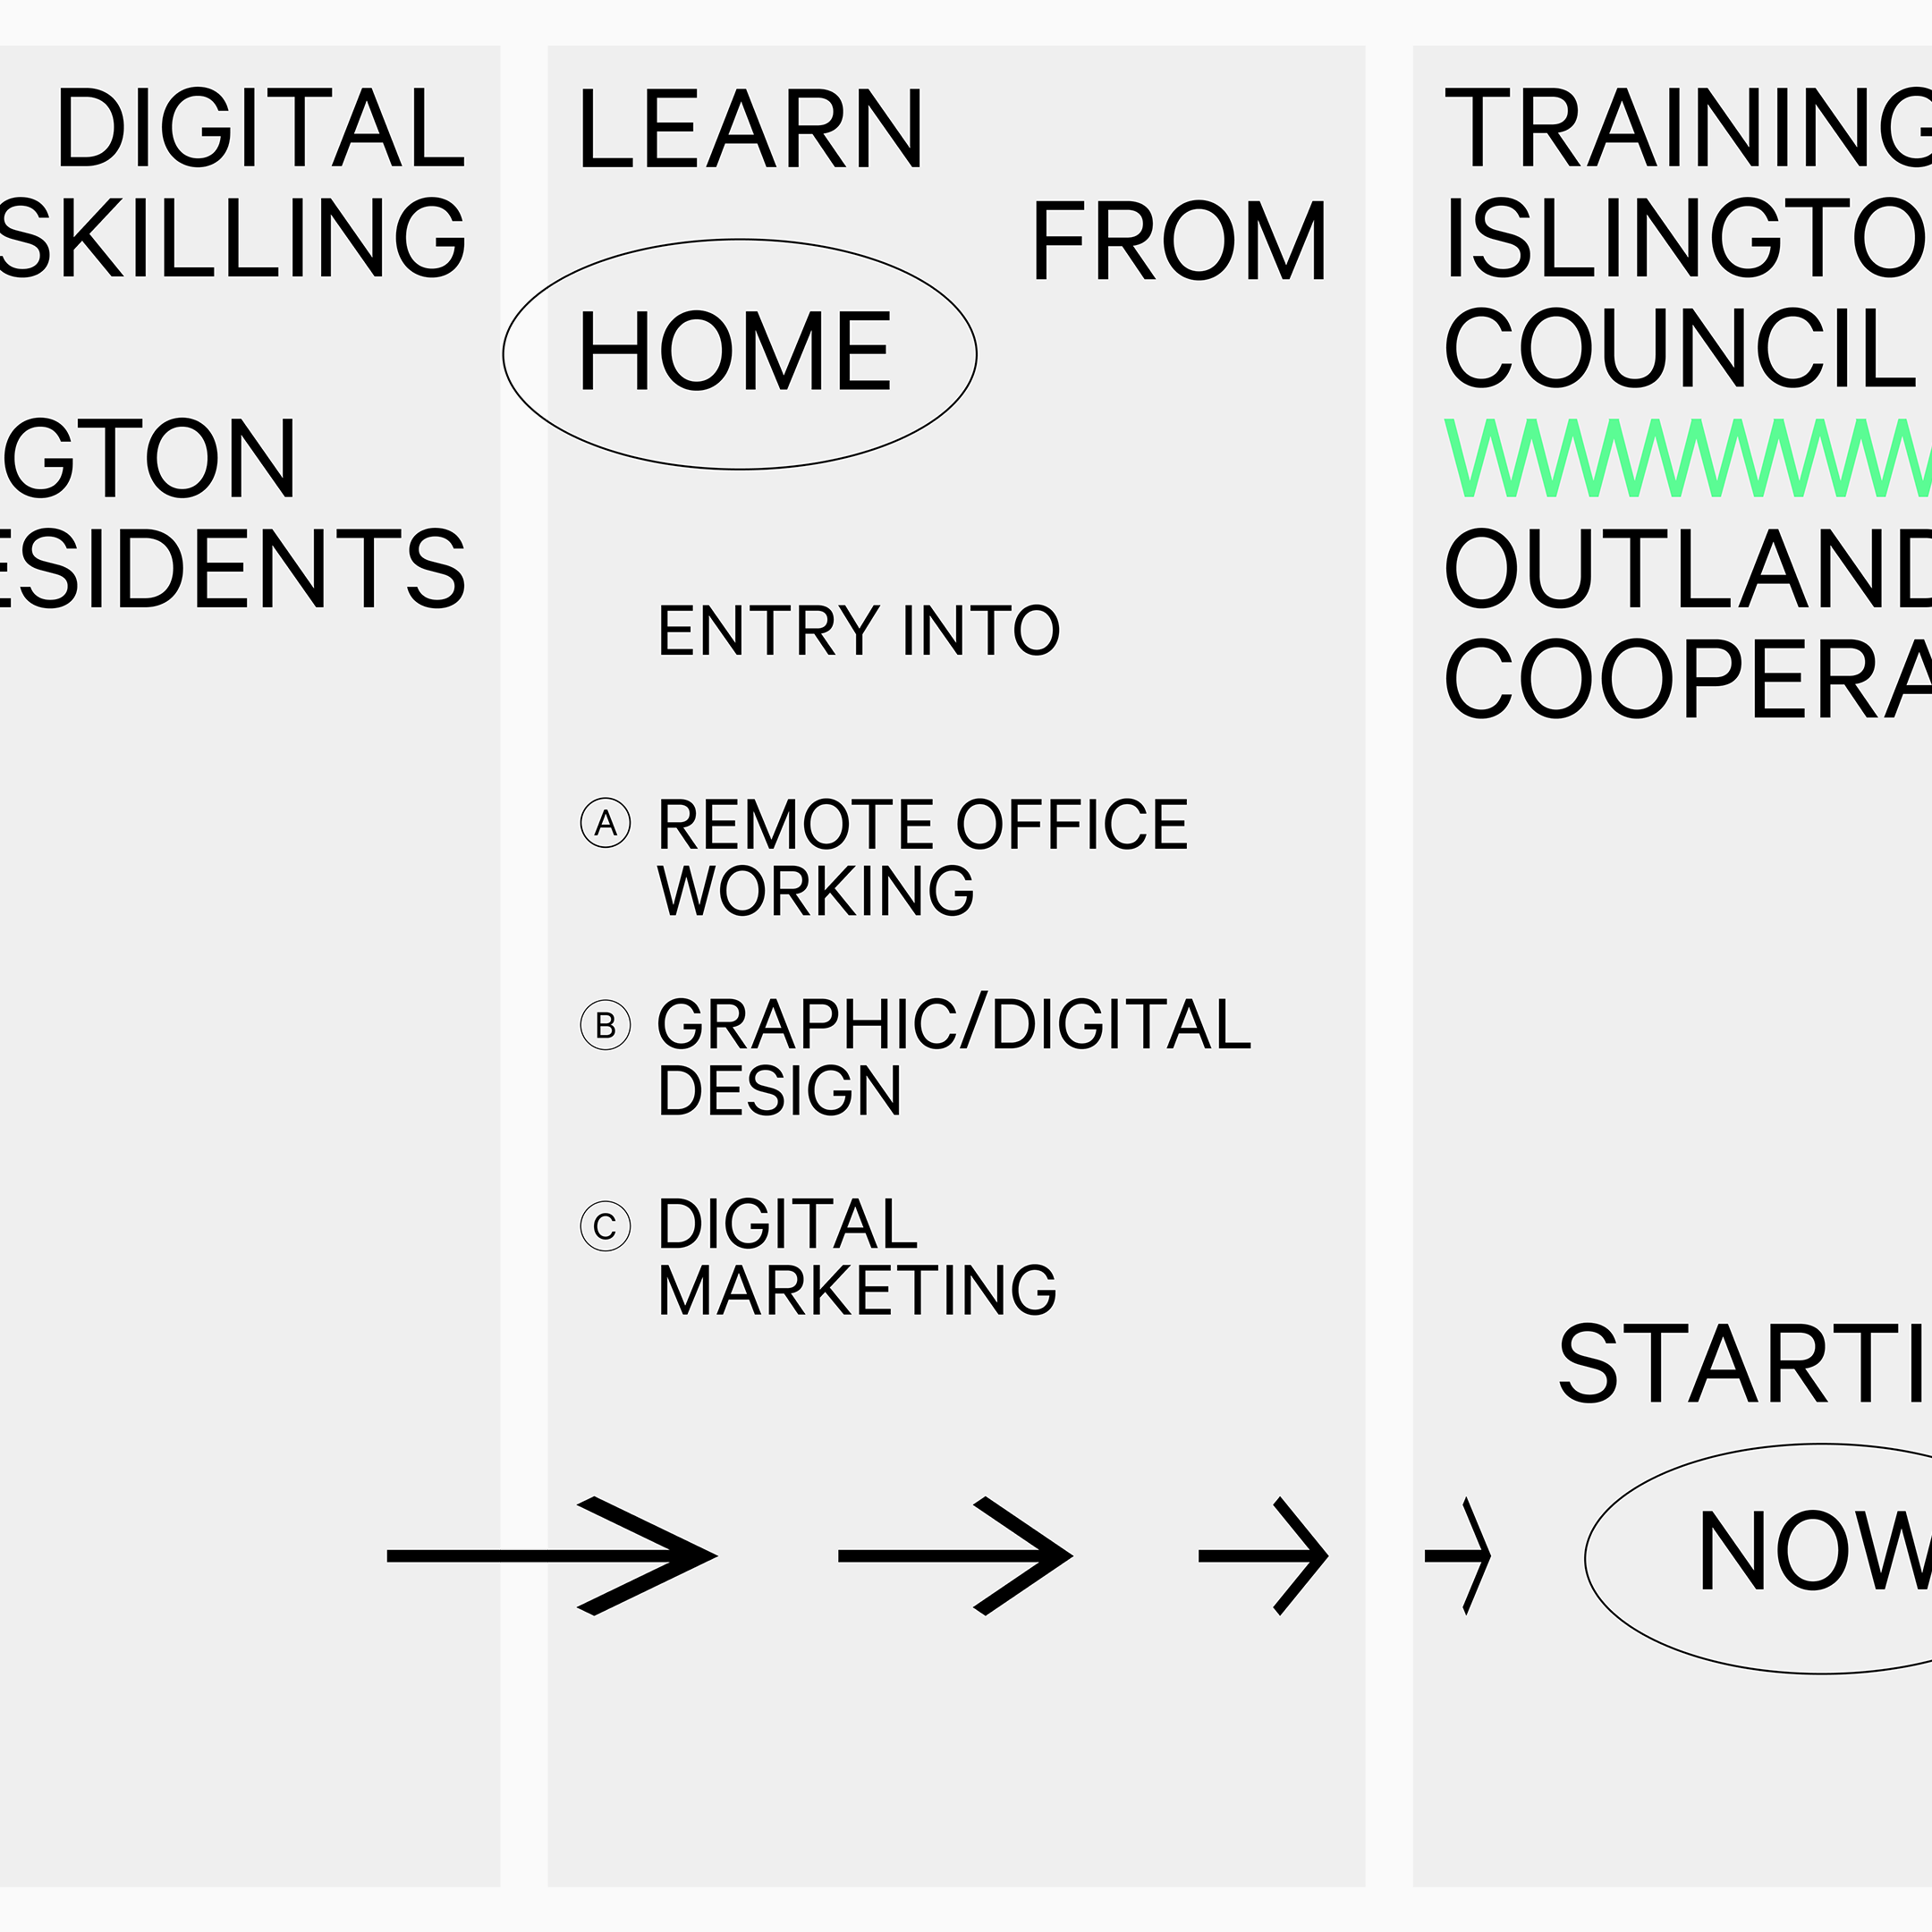 DIGITAL
SKILLING
GTON
ESIDENTS
LEARN
FROM
HOME
ENTRY INTO
A REMOTE OFFICE
WORKING
B GRAPHIC/DIGITAL
DESIGN
C DIGITAL
MARKETING
TRAINING
ISLINGTO
COUNCIL
WWWWWW
OUTLAND
COOPERA
STARTI
NOW